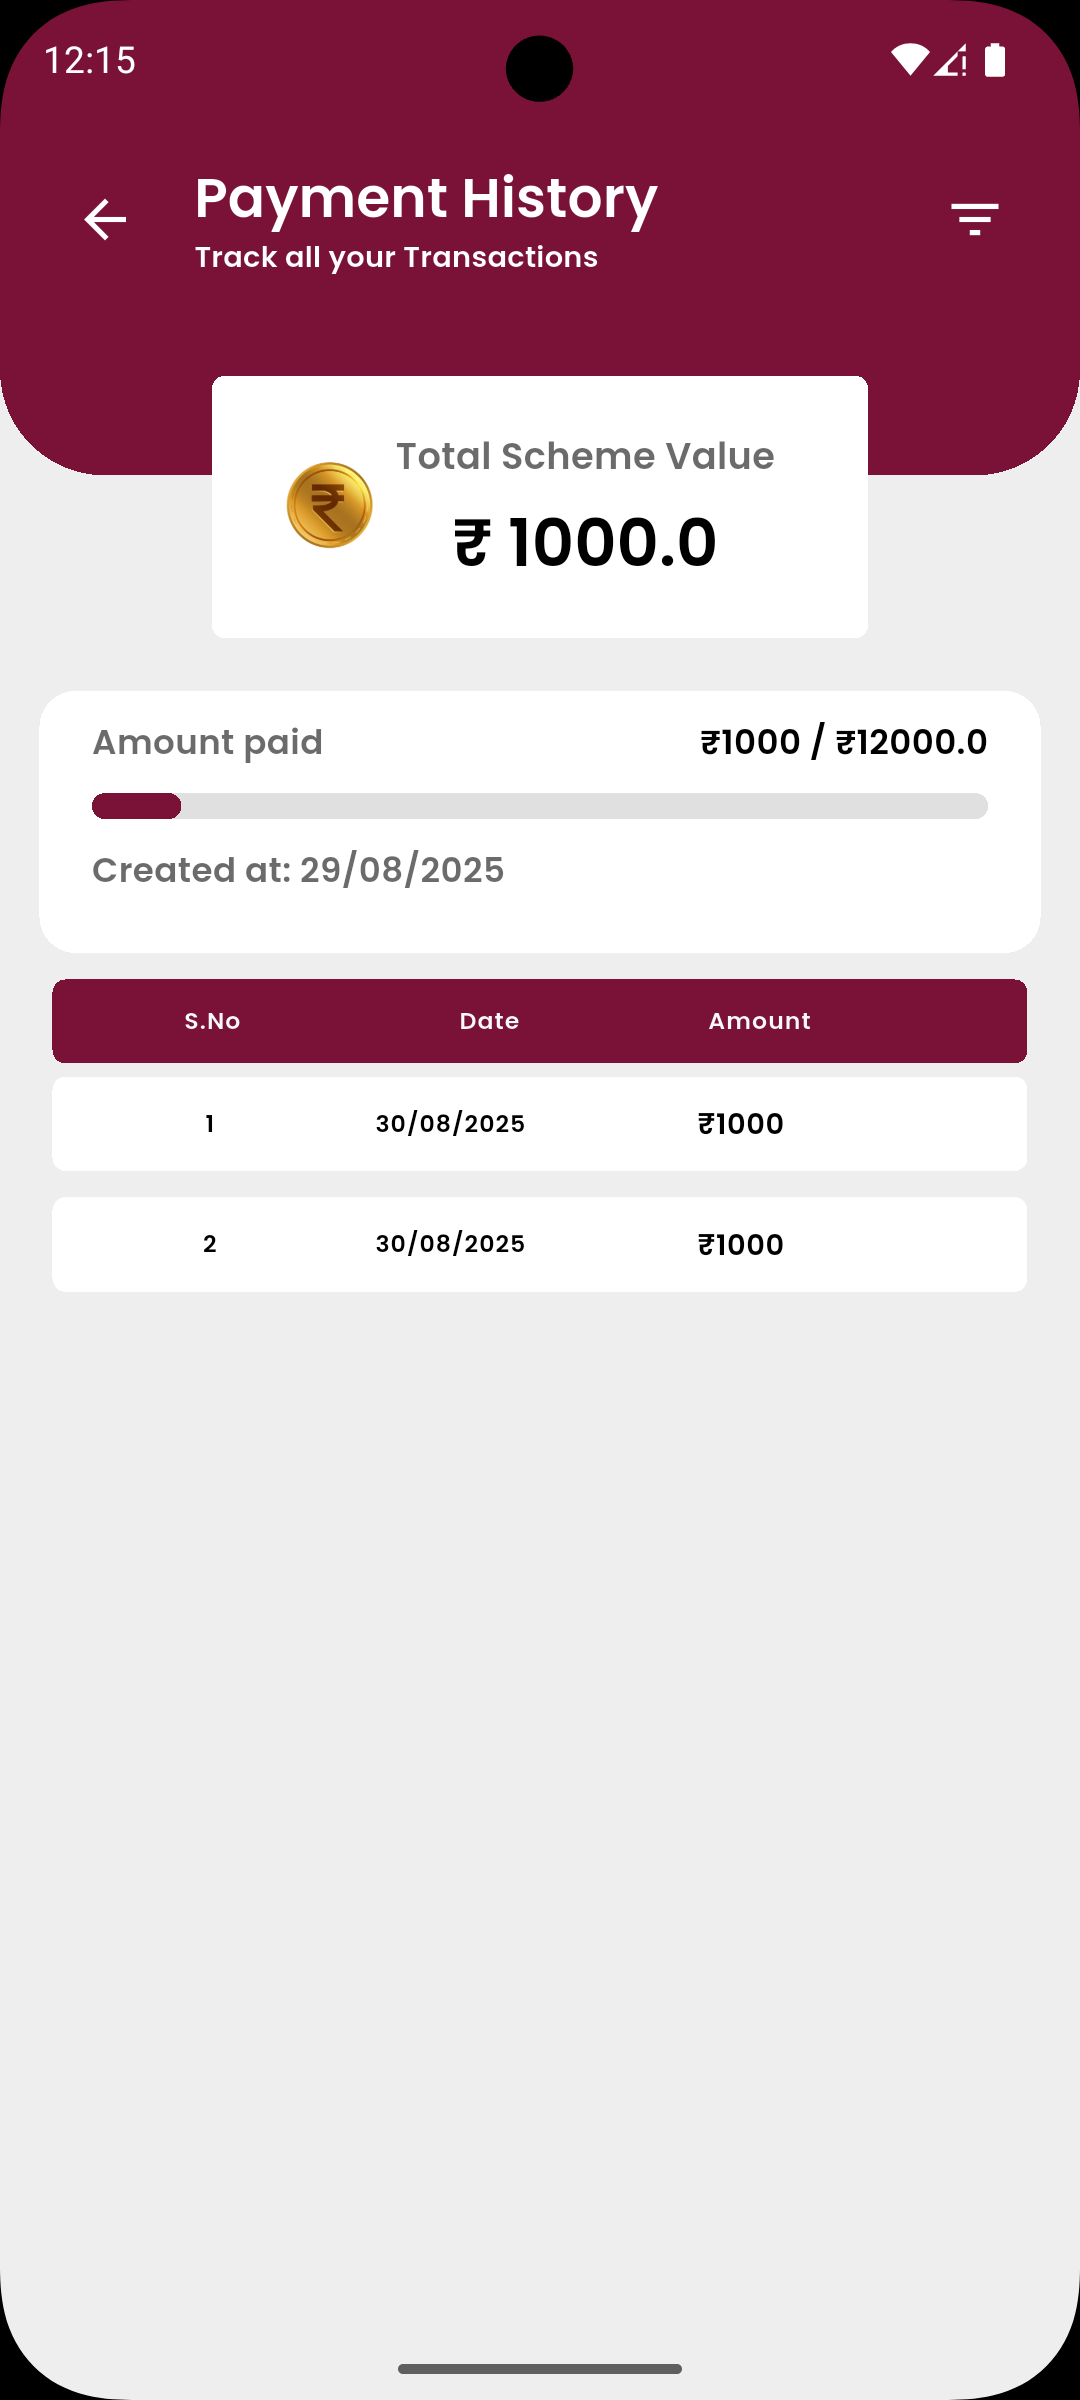 12:15
Payment History
Track all your Transactions
Total Scheme Value
₹ 1000.0
Amount paid ₹1000 / ₹12000.0
Created at: 29/08/2025
S.No Date Amount
1 30/08/2025 ₹1000
2 30/08/2025 ₹1000